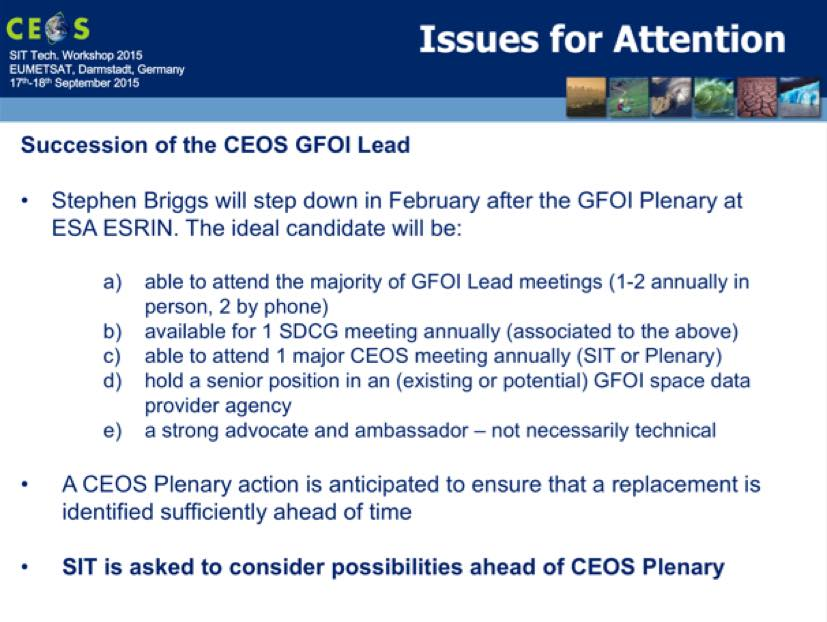 CEOS
SIT Tech. Workshop 2015
EUMETSAT, Darmstadt, Germany
17th-18th September 2015
Issues for Attention
Succession of the CEOS GFOI Lead
• Stephen Briggs will step down in February after the GFOI Plenary at
ESA ESRIN. The ideal candidate will be:
a) able to attend the majority of GFOI Lead meetings (1-2 annually in
person, 2 by phone)
b) available for 1 SDCG meeting annually (associated to the above)
c) able to attend 1 major CEOS meeting annually (SIT or Plenary)
d) hold a senior position in an (existing or potential) GFOI space data
provider agency
e) a strong advocate and ambassador – not necessarily technical
• A CEOS Plenary action is anticipated to ensure that a replacement is
identified sufficiently ahead of time
• SIT is asked to consider possibilities ahead of CEOS Plenary